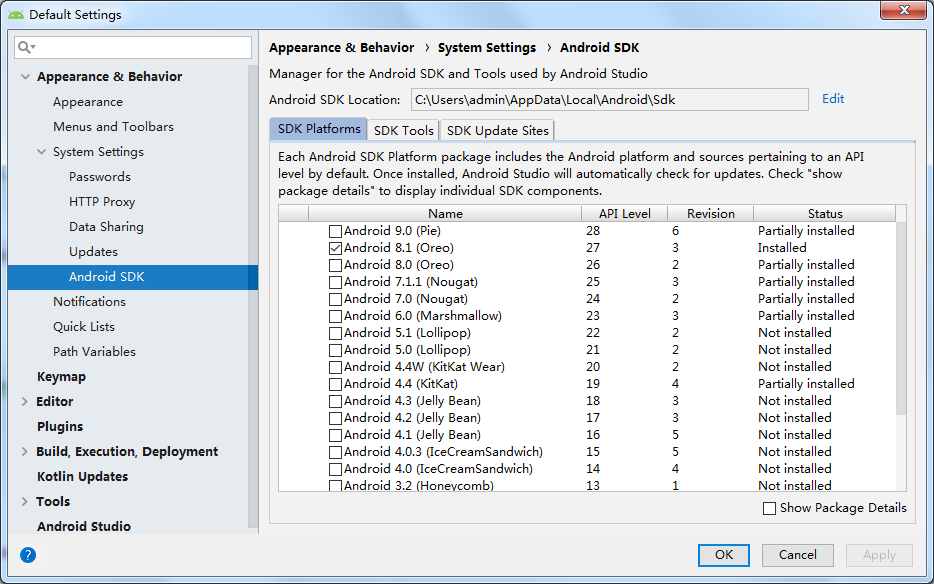 Default Settings
Appearance & Behavior
Appearance
Menus and Toolbars
System Settings
Passwords
HTTP Proxy
Data Sharing
Updates
Android SDK
Notifications
Quick Lists
Path Variables
Keymap
Editor
Plugins
Build, Execution, Deployment
Kotlin Updates
Tools
Android Studio
Appearance & Behavior › System Settings › Android SDK
Manager for the Android SDK and Tools used by Android Studio
Android SDK Location: C:\Users\admin\AppData\Local\Android\Sdk Edit
SDK Platforms SDK Tools SDK Update Sites
Each Android SDK Platform package includes the Android platform and sources pertaining to an API
level by default. Once installed, Android Studio will automatically check for updates. Check "show
package details" to display individual SDK components.
Name API Level Revision Status
Android 9.0 (Pie) 28 6 Partially installed
Android 8.1 (Oreo) 27 3 Installed
Android 8.0 (Oreo) 26 2 Partially installed
Android 7.1.1 (Nougat) 25 3 Partially installed
Android 7.0 (Nougat) 24 2 Partially installed
Android 6.0 (Marshmallow) 23 3 Partially installed
Android 5.1 (Lollipop) 22 2 Not installed
Android 5.0 (Lollipop) 21 2 Not installed
Android 4.4W (KitKat Wear) 20 2 Not installed
Android 4.4 (KitKat) 19 4 Partially installed
Android 4.3 (Jelly Bean) 18 3 Not installed
Android 4.2 (Jelly Bean) 17 3 Not installed
Android 4.1 (Jelly Bean) 16 5 Not installed
Android 4.0.3 (IceCreamSandwich) 15 5 Not installed
Android 4.0 (IceCreamSandwich) 14 4 Not installed
Android 3.2 (Honeycomb) 13 1 Not installed
Show Package Details
? OK Cancel Apply